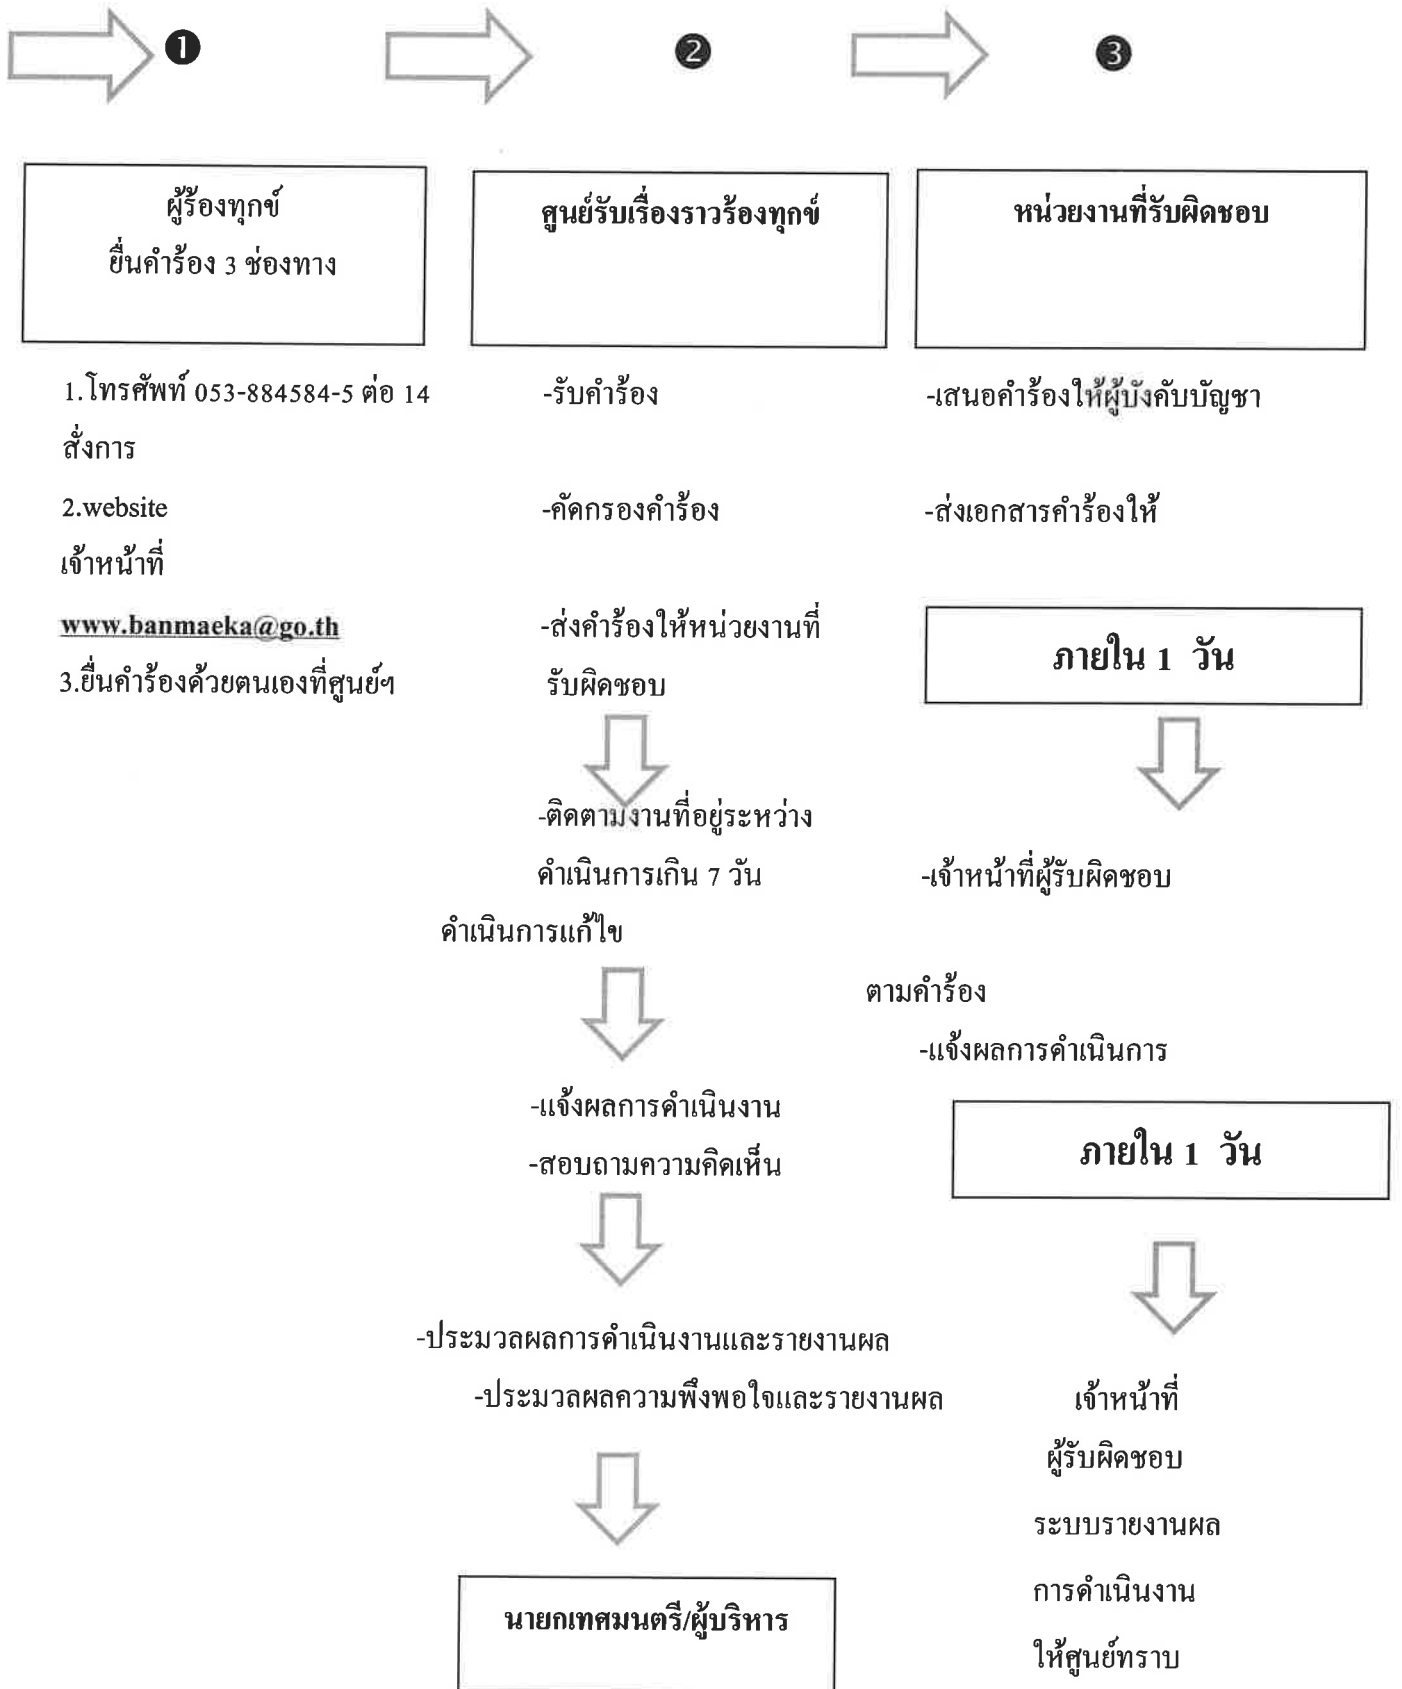 ❶ ❷ ❸
ผู้ร้องทุกข์
ยื่นคำร้อง 3 ช่องทาง
ศูนย์รับเรื่องราวร้องทุกข์
หน่วยงานที่รับผิดชอบ
1.โทรศัพท์ 053-884584-5 ต่อ 14
-รับคำร้อง
-เสนอคำร้องให้ผู้บังคับบัญชา
สั่งการ
2.website
-คัดกรองคำร้อง
-ส่งเอกสารคำร้องให้
เจ้าหน้าที่
www.banmaeka@go.th
-ส่งคำร้องให้หน่วยงานที่
ภายใน 1 วัน
3.ยื่นคำร้องด้วยตนเองที่ศูนย์ฯ
รับผิดชอบ
-ติดตามงานที่อยู่ระหว่าง
ดำเนินการเกิน 7 วัน
-เจ้าหน้าที่ผู้รับผิดชอบ
ดำเนินการแก้ไข
ตามคำร้อง
-แจ้งผลการดำเนินการ
-แจ้งผลการดำเนินงาน
-สอบถามความคิดเห็น
ภายใน 1 วัน
-ประมวลผลการดำเนินงานและรายงานผล
-ประมวลผลความพึงพอใจและรายงานผล
เจ้าหน้าที่
ผู้รับผิดชอบ
ระบบรายงานผล
การดำเนินงาน
ให้ศูนย์ทราบ
นายกเทศมนตรี/ผู้บริหาร